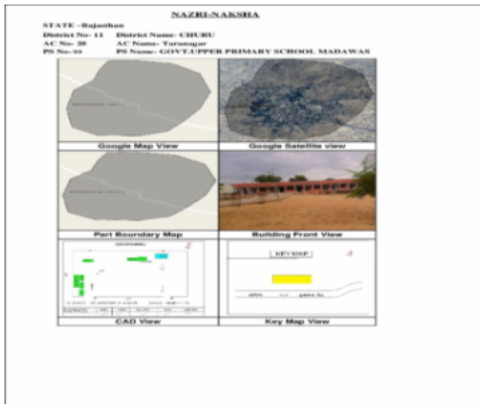 NAZRI-NAKSHA
STATE -Rajasthan
District No- 11 District Name- CHURU
AC No- 20 AC Name- Taranagar
PS Name- GOVT.UPPER PRIMARY SCHOOL MADAWAS
Google Map View
Google Satellite view
Part Boundary Map
Building Front View
KEY MAP
CAD View
Key Map View